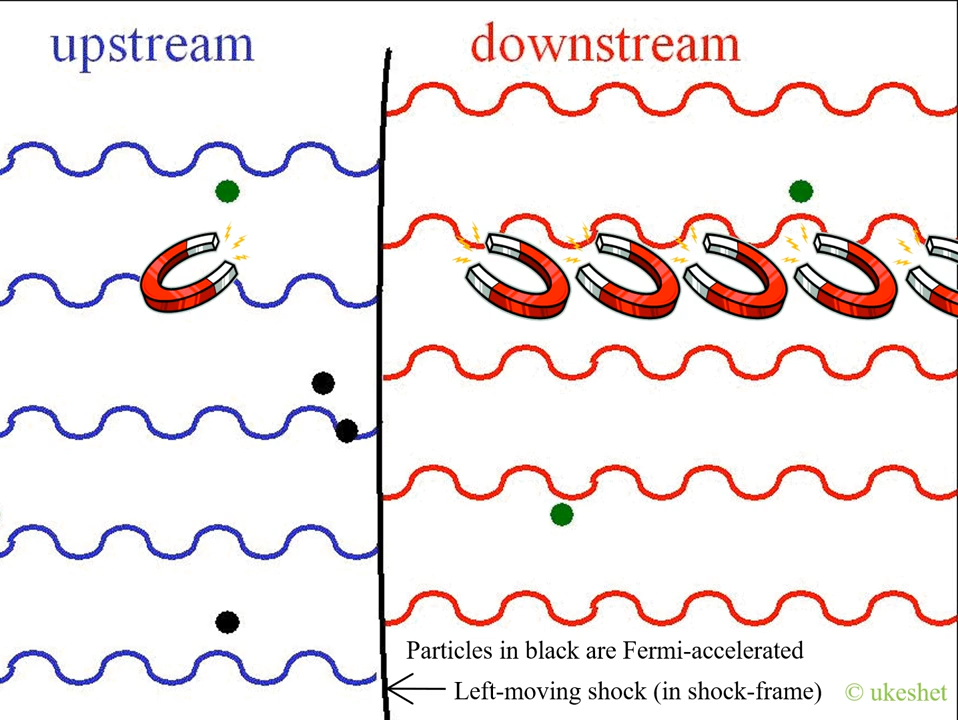 upstream
downstream
Particles in black are Fermi-accelerated
Left-moving shock (in shock-frame)
© ukeshet